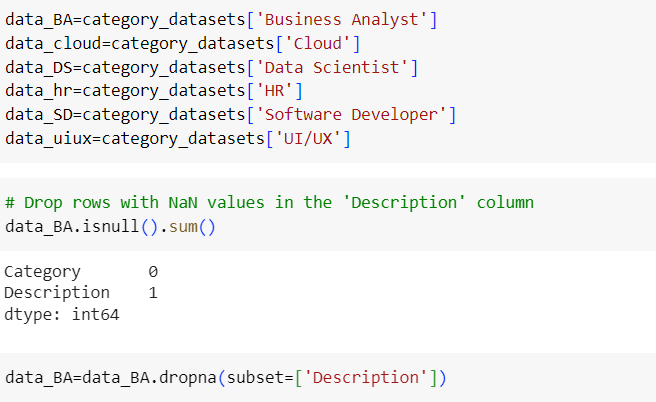 data_BA=category_datasets['Business Analyst']
data_cloud=category_datasets['Cloud']
data_DS=category_datasets['Data Scientist']
data_hr=category_datasets['HR']
data_SD=category_datasets['Software Developer']
data_uiux=category_datasets['UI/UX']
# Drop rows with NaN values in the 'Description' column
data_BA.isnull().sum()
Category 0
Description 1
dtype: int64
data_BA=data_BA.dropna(subset=['Description'])